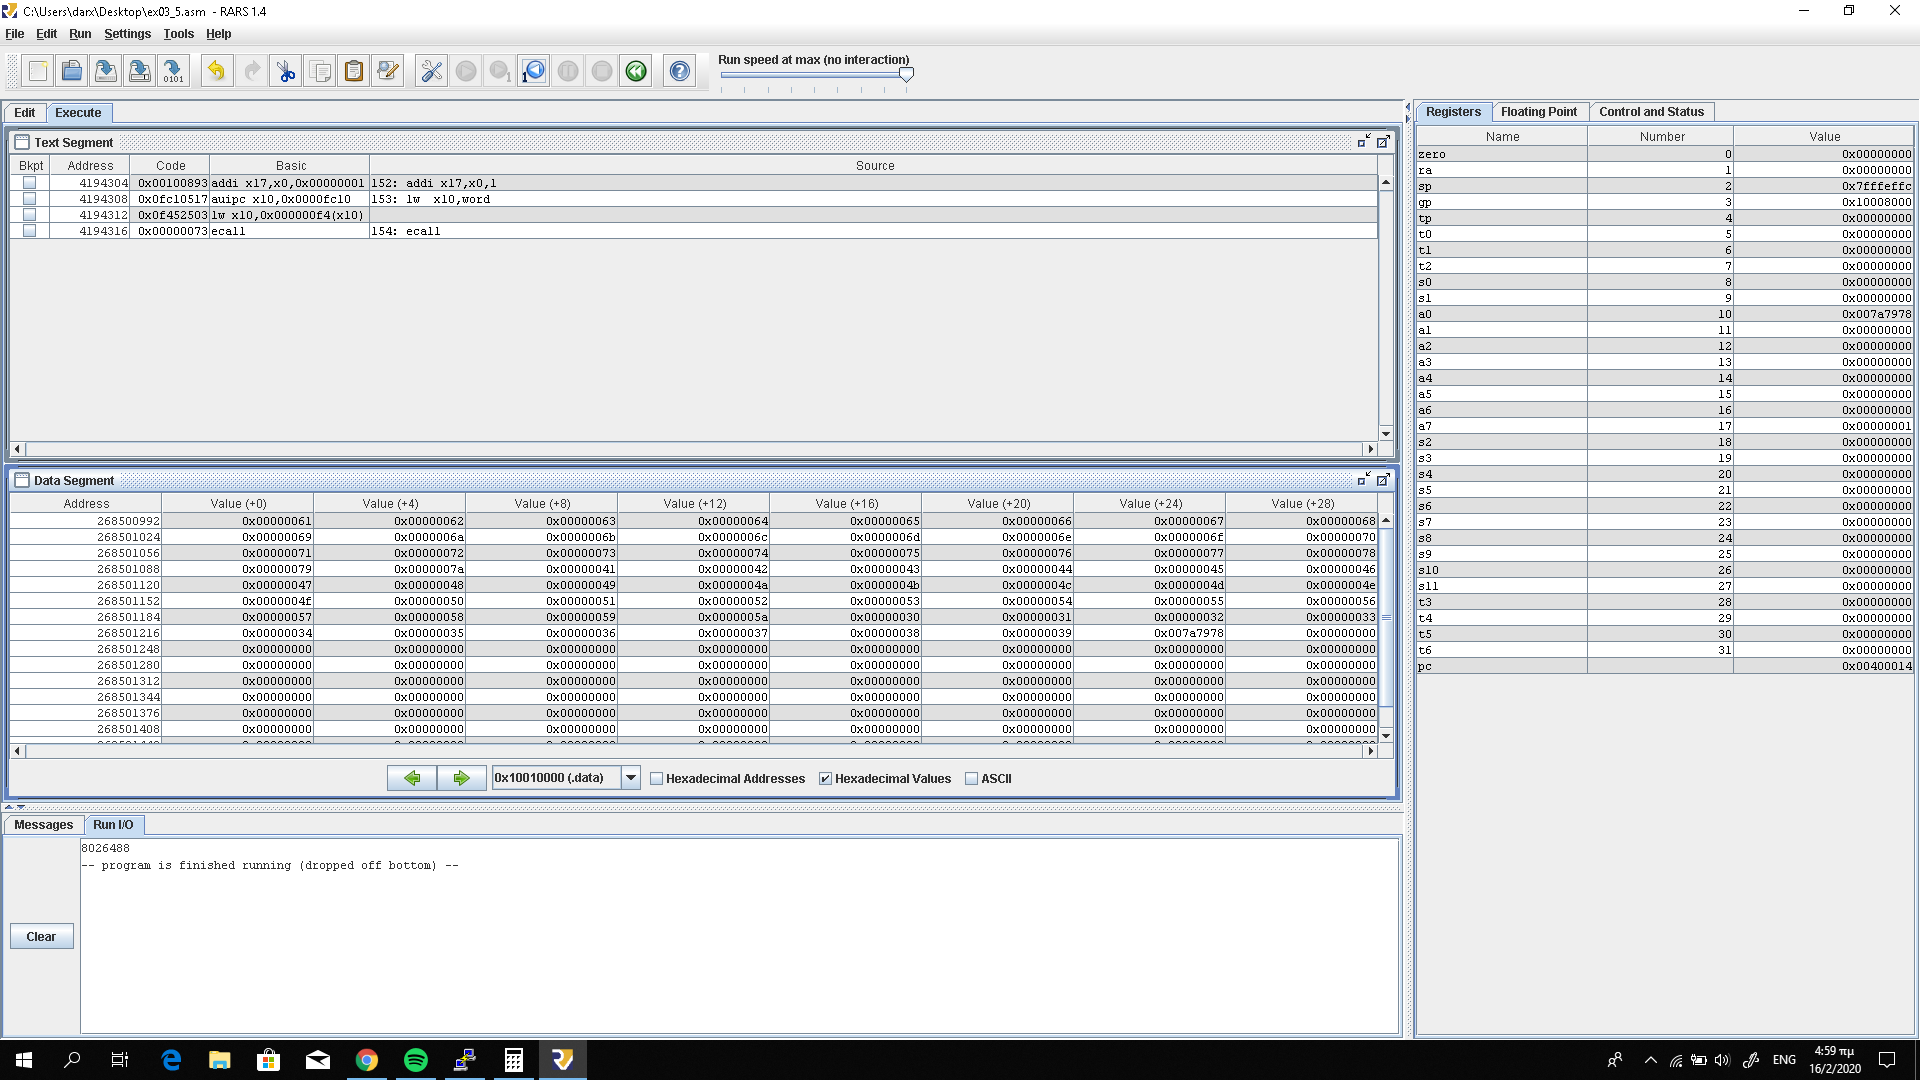 C:\Users\darx\Desktop\ex03_5.asm - RARS 1.4
File Edit Run Settings Tools Help
Run speed at max (no interaction)
Edit Execute
Text Segment
Bkpt Address Code Basic Source
4194304 0x00100893 addi x17,x0,0x00000001 152: addi x17,x0,1
4194308 0x0fc10517 auipc x10,0x0000fc10 153: lw x10,word
4194312 0x0f452503 lw x10,0x000000f4(x10)
4194316 0x00000073 ecall 154: ecall
Data Segment
Address Value (+0) Value (+4) Value (+8) Value (+12) Value (+16) Value (+20) Value (+24) Value (+28)
268500992 0x00000061 0x00000062 0x00000063 0x00000064 0x00000065 0x00000066 0x00000067 0x00000068
268501024 0x00000069 0x0000006a 0x0000006b 0x0000006c 0x0000006d 0x0000006e 0x0000006f 0x00000070
268501056 0x00000071 0x00000072 0x00000073 0x00000074 0x00000075 0x00000076 0x00000077 0x00000078
268501088 0x00000079 0x0000007a 0x00000041 0x00000042 0x00000043 0x00000044 0x00000045 0x00000046
268501120 0x00000047 0x00000048 0x00000049 0x0000004a 0x0000004b 0x0000004c 0x0000004d 0x0000004e
268501152 0x0000004f 0x00000050 0x00000051 0x00000052 0x00000053 0x00000054 0x00000055 0x00000056
268501184 0x00000057 0x00000058 0x00000059 0x0000005a 0x00000030 0x00000031 0x00000032 0x00000033
268501216 0x00000034 0x00000035 0x00000036 0x00000037 0x00000038 0x00000039 0x007a7978 0x00000000
268501248 0x00000000 0x00000000 0x00000000 0x00000000 0x00000000 0x00000000 0x00000000 0x00000000
268501280 0x00000000 0x00000000 0x00000000 0x00000000 0x00000000 0x00000000 0x00000000 0x00000000
268501312 0x00000000 0x00000000 0x00000000 0x00000000 0x00000000 0x00000000 0x00000000 0x00000000
268501344 0x00000000 0x00000000 0x00000000 0x00000000 0x00000000 0x00000000 0x00000000 0x00000000
268501376 0x00000000 0x00000000 0x00000000 0x00000000 0x00000000 0x00000000 0x00000000 0x00000000
268501408 0x00000000 0x00000000 0x00000000 0x00000000 0x00000000 0x00000000 0x00000000 0x00000000
0x10010000 (.data) Hexadecimal Addresses Hexadecimal Values ASCII
Messages Run I/O
8026488
-- program is finished running (dropped off bottom) --
Clear
Registers Floating Point Control and Status
Name Number Value
zero 0 0x00000000
ra 1 0x00000000
sp 2 0x7fffeffc
gp 3 0x10008000
tp 4 0x00000000
t0 5 0x00000000
t1 6 0x00000000
t2 7 0x00000000
s0 8 0x00000000
s1 9 0x00000000
a0 10 0x007a7978
a1 11 0x00000000
a2 12 0x00000000
a3 13 0x00000000
a4 14 0x00000000
a5 15 0x00000000
a6 16 0x00000000
a7 17 0x00000001
s2 18 0x00000000
s3 19 0x00000000
s4 20 0x00000000
s5 21 0x00000000
s6 22 0x00000000
s7 23 0x00000000
s8 24 0x00000000
s9 25 0x00000000
s10 26 0x00000000
s11 27 0x00000000
t3 28 0x00000000
t4 29 0x00000000
t5 30 0x00000000
t6 31 0x00000000
pc 0x00400014
ENG
4:59 πμ
16/2/2020